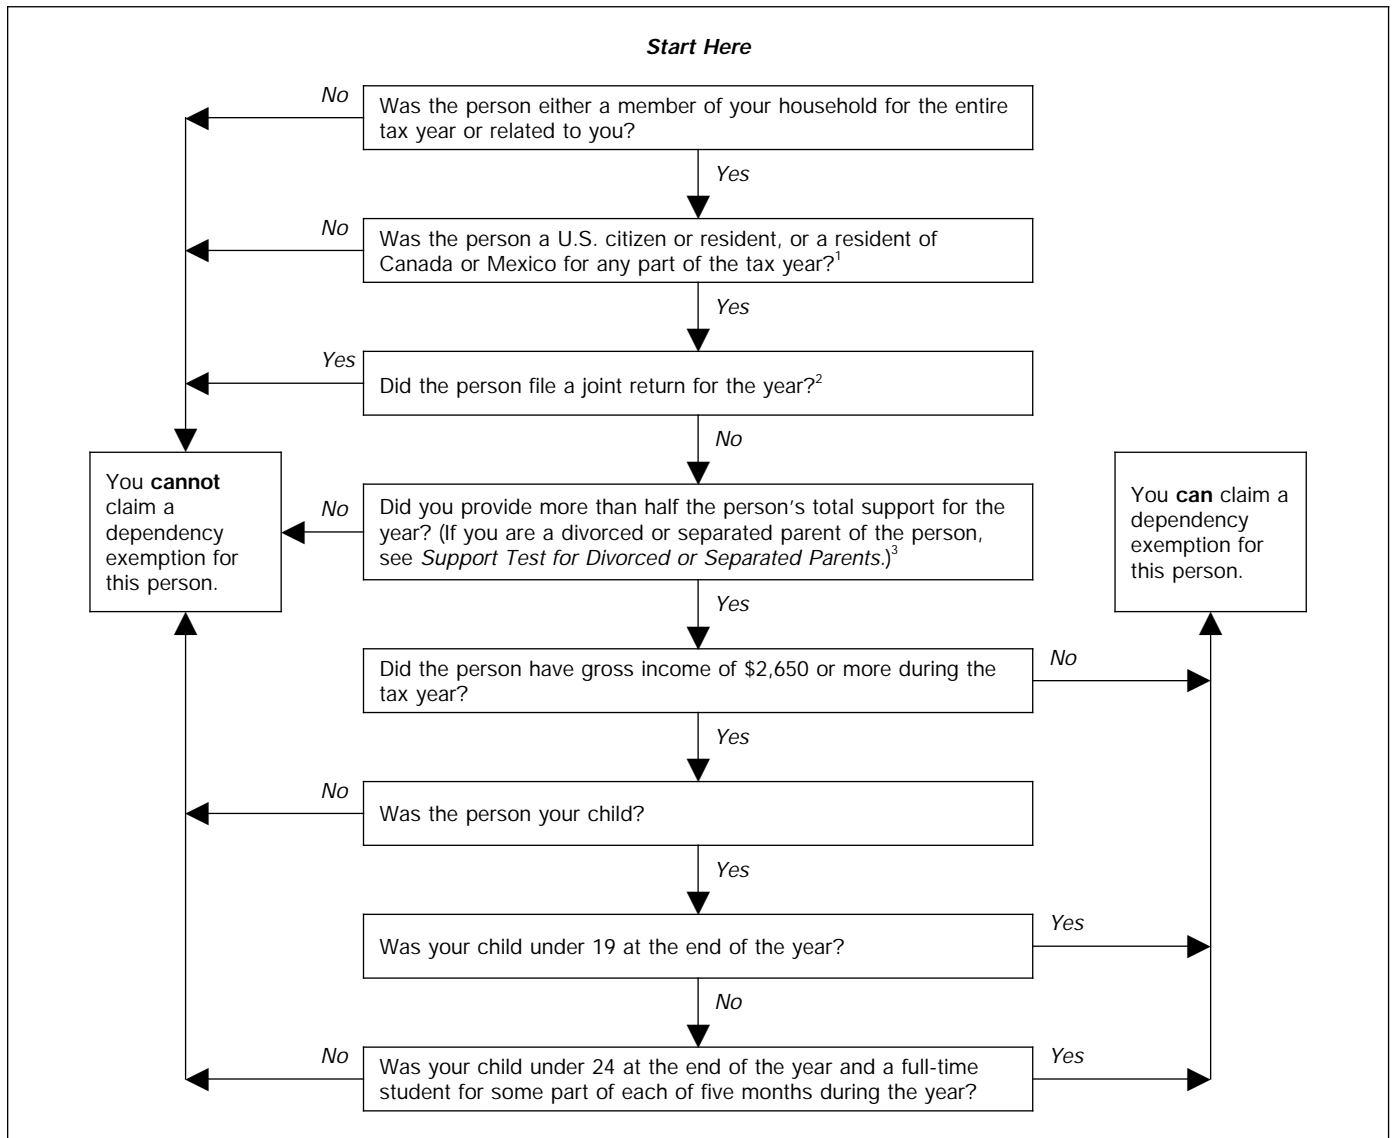 Start Here
No
Was the person either a member of your household for the entire
tax year or related to you?
Yes
No
Was the person a U.S. citizen or resident, or a resident of
Canada or Mexico for any part of the tax year?¹
Yes
Yes
Did the person file a joint return for the year?²
No
You cannot
claim a
dependency
exemption for
this person.
No
Did you provide more than half the person's total support for the
year? (If you are a divorced or separated parent of the person,
see Support Test for Divorced or Separated Parents.)³
You can claim a
dependency
exemption for
this person.
Yes
Did the person have gross income of $2,650 or more during the
tax year?
No
Yes
No
Was the person your child?
Yes
Was your child under 19 at the end of the year?
Yes
No
No
Was your child under 24 at the end of the year and a full-time
student for some part of each of five months during the year?
Yes